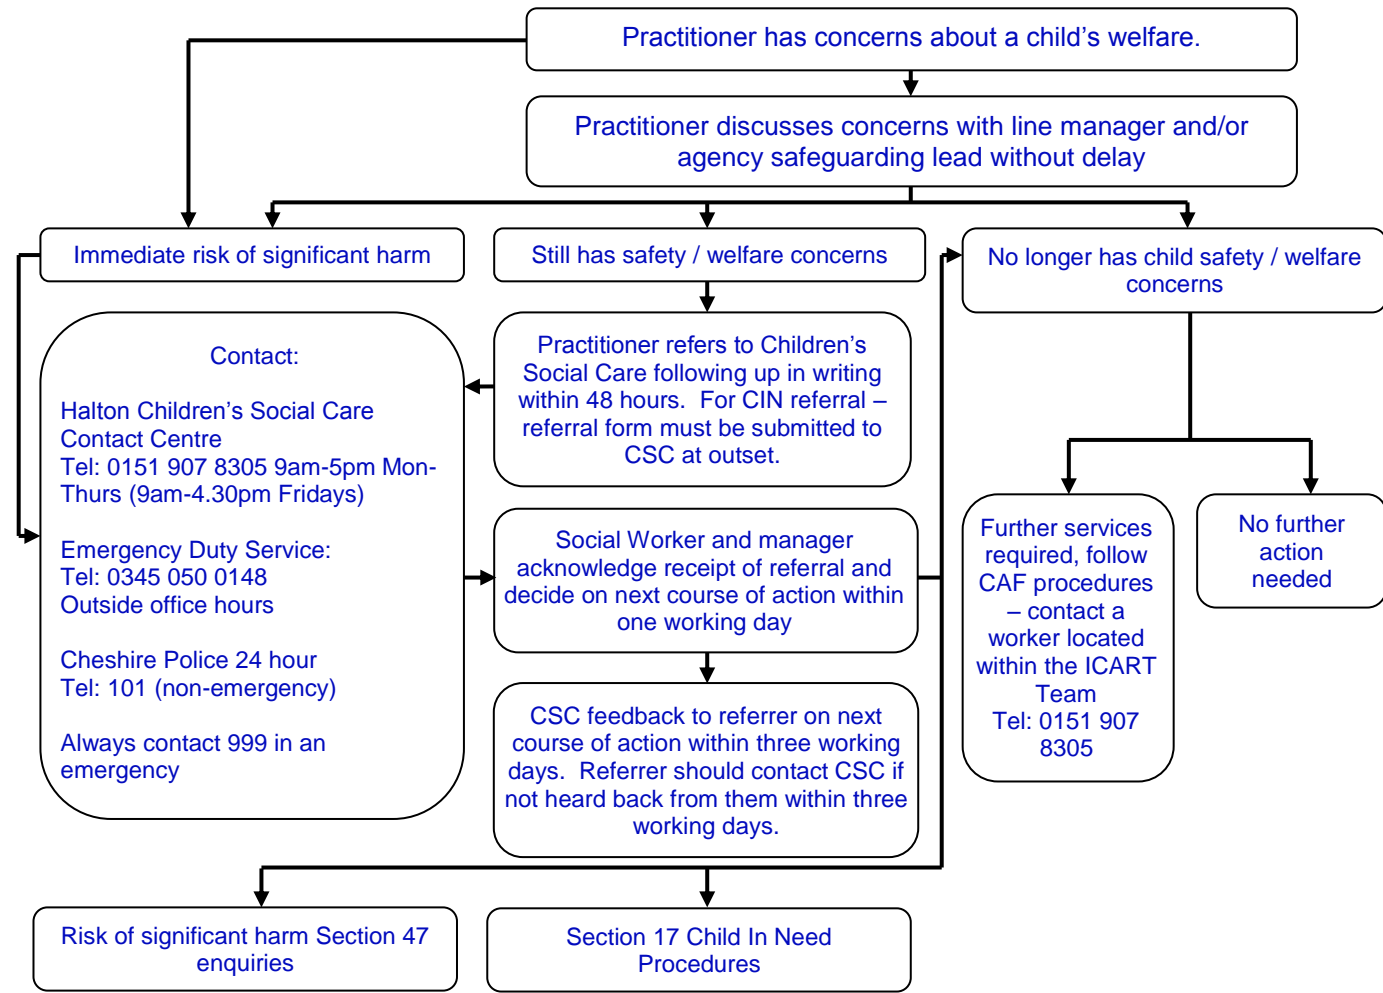 Practitioner has concerns about a child’s welfare.
Practitioner discusses concerns with line manager and/or
agency safeguarding lead without delay
Immediate risk of significant harm
Still has safety / welfare concerns
No longer has child safety / welfare
concerns
Contact:
Halton Children’s Social Care
Contact Centre
Tel: 0151 907 8305 9am-5pm Mon-
Thurs (9am-4.30pm Fridays)
Emergency Duty Service:
Tel: 0345 050 0148
Outside office hours
Cheshire Police 24 hour
Tel: 101 (non-emergency)
Always contact 999 in an
emergency
Practitioner refers to Children’s
Social Care following up in writing
within 48 hours.  For CIN referral –
referral form must be submitted to
CSC at outset.
Social Worker and manager
acknowledge receipt of referral and
decide on next course of action within
one working day
CSC feedback to referrer on next
course of action within three working
days.  Referrer should contact CSC if
not heard back from them within three
working days.
Further services
required, follow
CAF procedures
– contact a
worker located
within the ICART
Team
Tel: 0151 907
8305
No further
action
needed
Risk of significant harm Section 47
enquiries
Section 17 Child In Need
Procedures